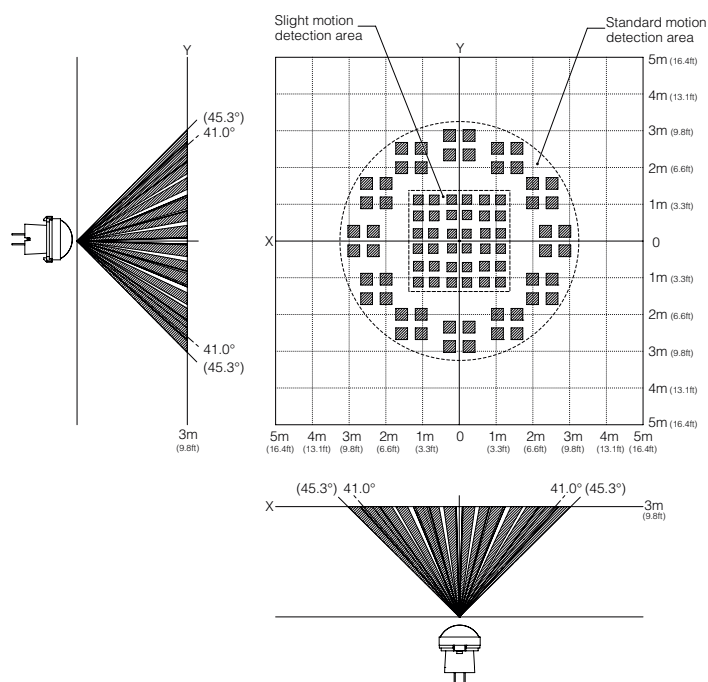 Slight motion
detection area
Standard motion
detection area
Y
Y
5m (16.4ft)
4m (13.1ft)
3m (9.8ft)
2m (6.6ft)
1m (3.3ft)
X
0
1m (3.3ft)
2m (6.6ft)
3m (9.8ft)
4m (13.1ft)
5m (16.4ft)
(45.3°)
41.0°
41.0°
(45.3°)
3m
(9.8ft)
5m 4m 3m 2m 1m 0 1m 2m 3m 4m 5m
(16.4ft) (13.1ft) (9.8ft) (6.6ft) (3.3ft) (3.3ft) (6.6ft) (9.8ft) (13.1ft) (16.4ft)
(45.3°) 41.0° 41.0° (45.3°)
X 3m
(9.8ft)